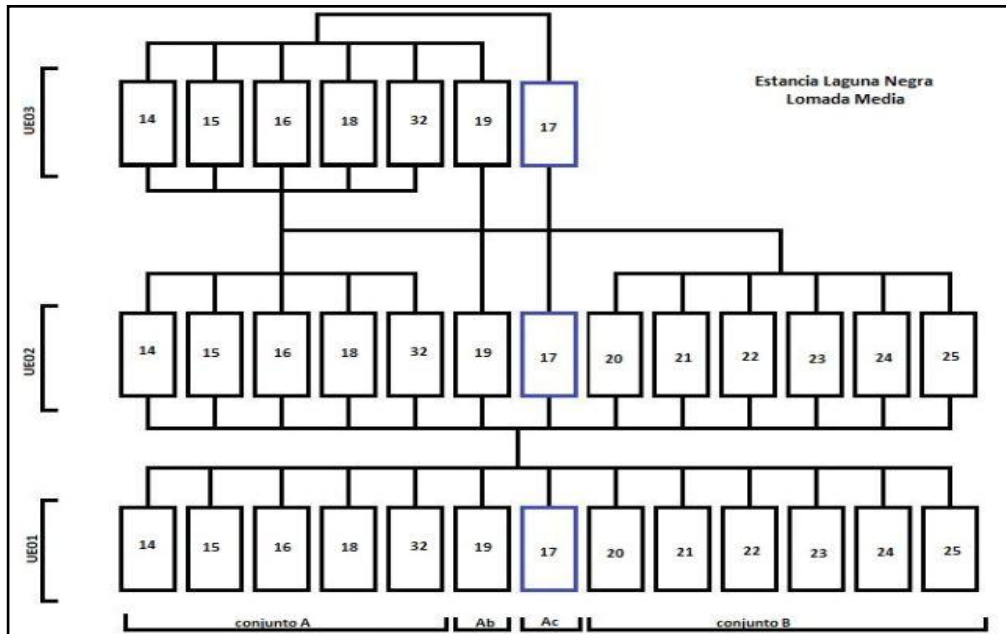 Estancia Laguna Negra
Lomada Media
UE03
14 15 16 18 32 19 17
UE02
14 15 16 18 32 19 17 20 21 22 23 24 25
UE01
14 15 16 18 32 19 17 20 21 22 23 24 25
conjunto A Ab Ac conjunto B